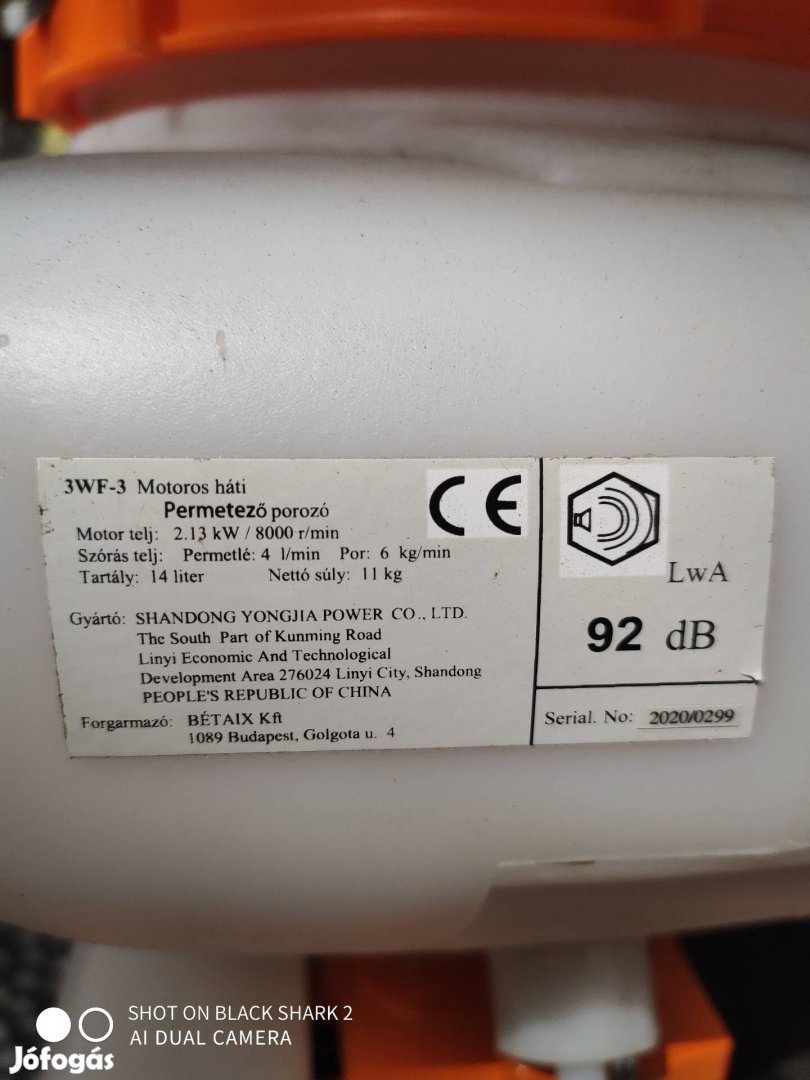 3WF-3 Motoros háti
Permetező porozó
Motor telj: 2.13 kW / 8000 r/min
Szórás telj: Permetlé: 4 l/min Por: 6 kg/min
Tartály: 14 liter Nettó súly: 11 kg
CE
Gyártó: SHANDONG YONGJIA POWER CO., LTD.
The South Part of Kunming Road
Linyi Economic And Technological
Development Area 276024 Linyi City, Shandong
PEOPLE'S REPUBLIC OF CHINA
Forgarmazó: BÉTAIX Kft
1089 Budapest, Golgota u. 4
LwA
92 dB
Serial. No: 2020/0299
SHOT ON BLACK SHARK 2
AI DUAL CAMERA
Jófogás